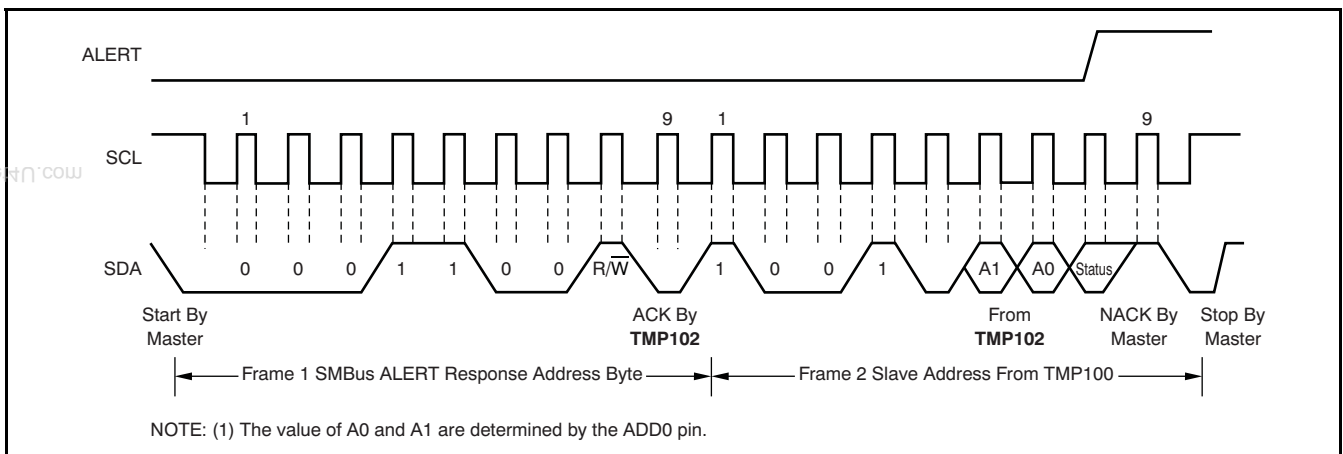 ALERT
1 9 1 9
SCL
et4U.com
SDA 0 0 0 1 1 0 0 R/W 1 0 0 1 A1 A0 Status
Start By Master
ACK By TMP102
From TMP102
NACK By Master
Stop By Master
Frame 1 SMBus ALERT Response Address Byte
Frame 2 Slave Address From TMP100
NOTE: (1) The value of A0 and A1 are determined by the ADD0 pin.